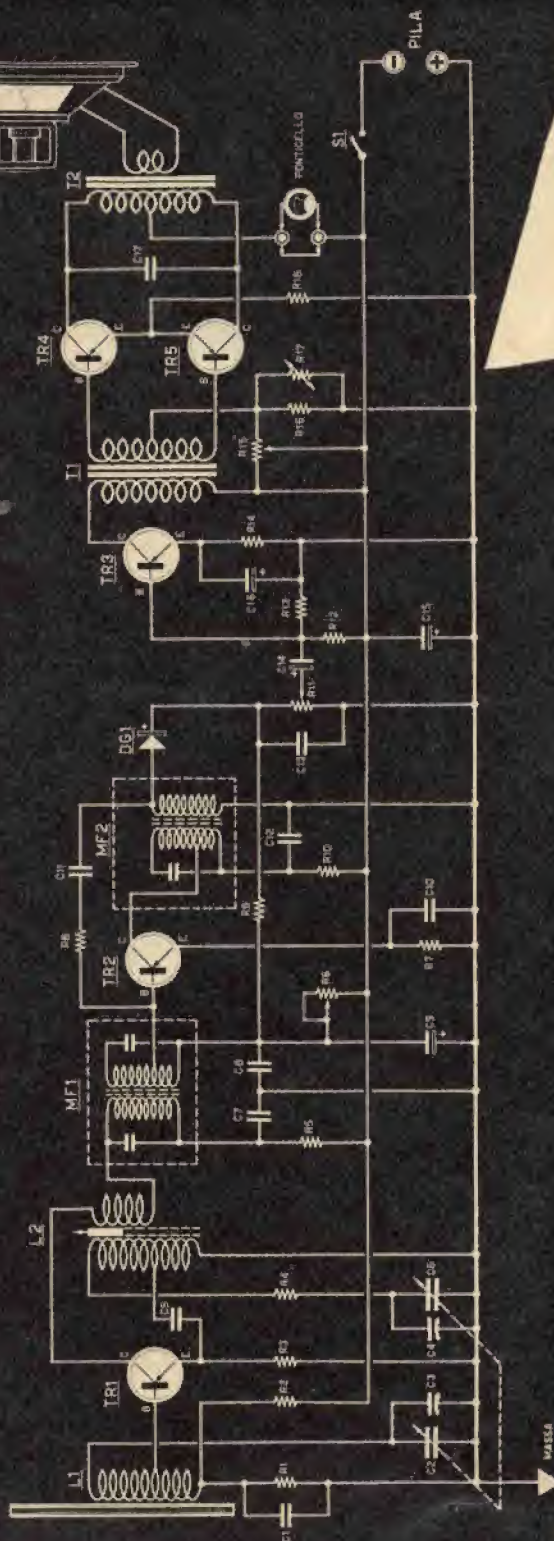 L1
TR1
B
C
E
L2
C5
MF1
TR2
B
C
E
R8
C11
MF2
DG1
TR3
B
C
E
T1
TR4
B
C
E
TR5
B
C
E
C17
T2
C1
R1
R2
R3
R4
C2
C3
C4
C6
R5
C7
C8
R6
C9
+
R9
R7
C10
R10
C12
C13
R11
C14
+
R12
R13
C15
+
C16
+
R14
R15
R16
R17
R18
PONTICELLO
S1
-
+
PILA
MASSA